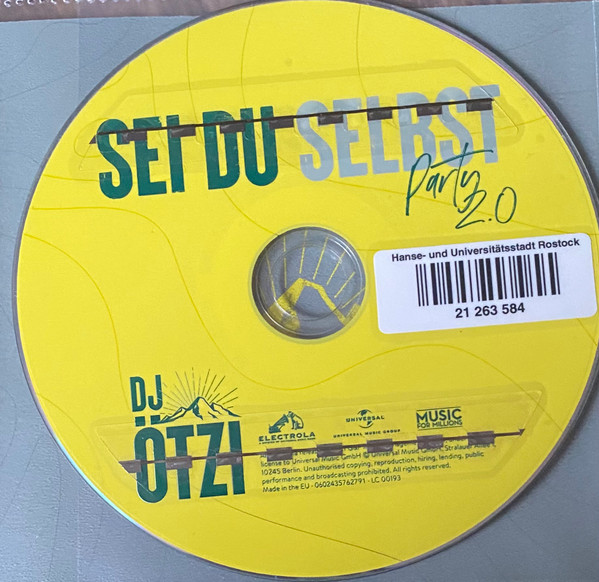 SEI DU SELBST
Party
2.0
Hanse- und Universitätsstadt Rostock
21 263 584
DJ
ÖTZI
ELECTROLA
UNIVERSAL
UNIVERSAL MUSIC GROUP
MUSIC
FOR MILLIONS
license to Universal Music GmbH Universal Music GmbH, Stralauer
10245 Berlin. Unauthorised copying, reproduction, hiring, lending, public
performance and broadcasting prohibited. All rights reserved.
Made in the EU - 0602435762791 - LC 00193